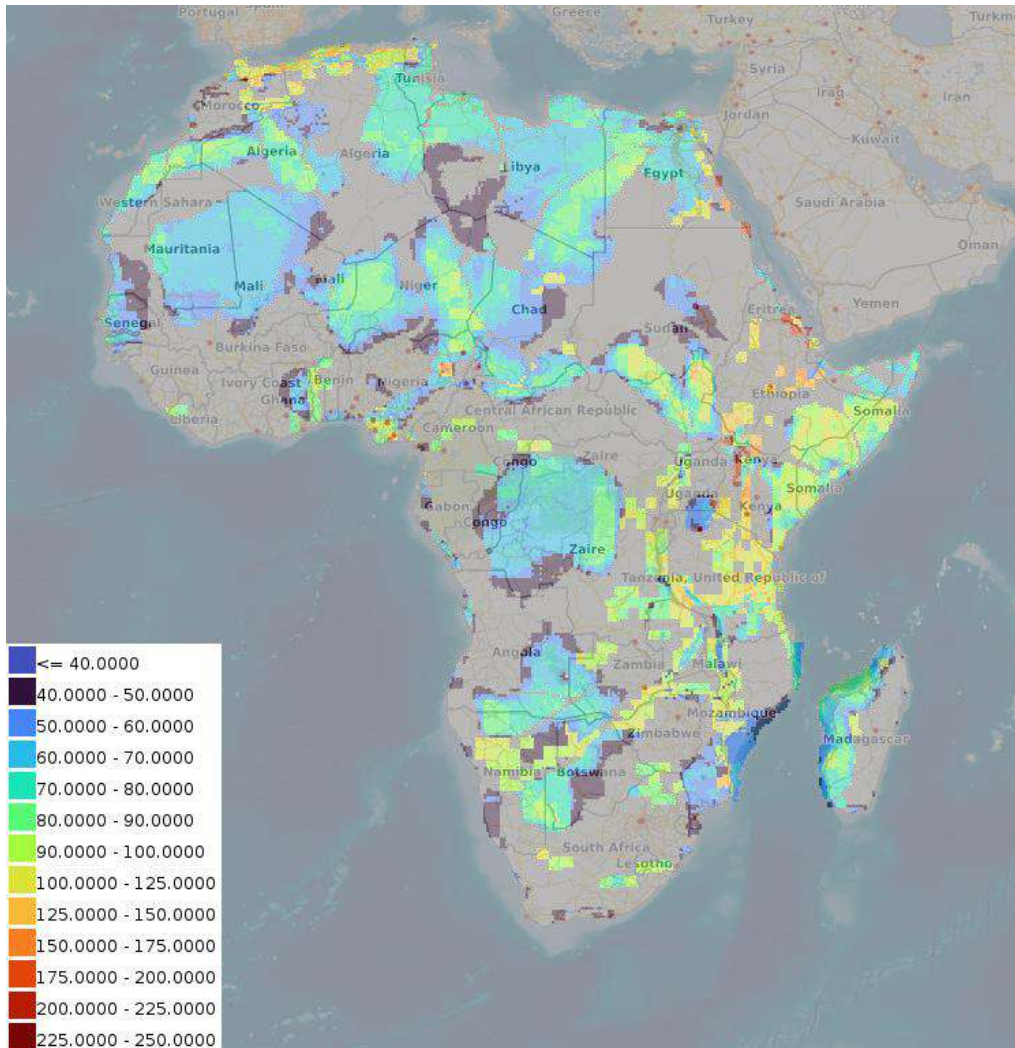 Portugal
Spain
Greece
Turkey
Turkm
Syria
Tunisia
Iraq
Iran
Morocco
Jordan
Kuwait
Algeria
Algeria
Libya
Egypt
Western Sahara
Saudi Arabia
Mauritania
Oman
Mali
Mali
Niger
Chad
Yemen
Senegal
Sudan
Eritrea
Burkina Faso
Guinea
Benin
Ivory Coast
Nigeria
Ghana
Ethiopia
Somalia
Liberia
Central African Republic
Cameroon
Congo
Zaire
Uganda
Kenya
Somalia
Uganda
Gabon
Congo
Kenya
Zaire
Tanzania, United Republic of
Angola
Zambia
Malawi
Mozambique
Zimbabwe
Madagascar
Namibia
Botswana
South Africa
Lesotho
<= 40.0000
40.0000 - 50.0000
50.0000 - 60.0000
60.0000 - 70.0000
70.0000 - 80.0000
80.0000 - 90.0000
90.0000 - 100.0000
100.0000 - 125.0000
125.0000 - 150.0000
150.0000 - 175.0000
175.0000 - 200.0000
200.0000 - 225.0000
225.0000 - 250.0000